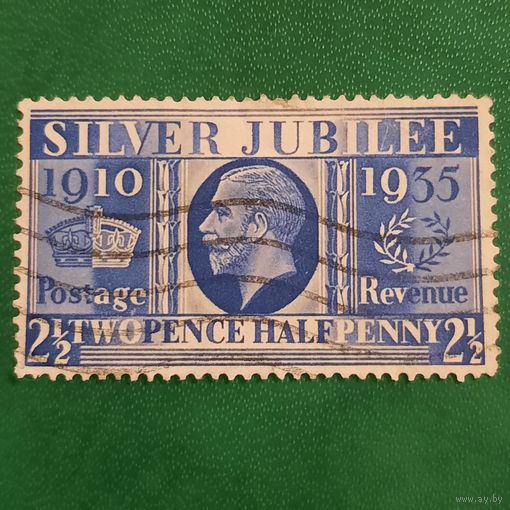 SILVER JUBILEE
1910 1935
Postage Revenue
2½ TWOPENCE HALFPENNY 2½
www.ay.by